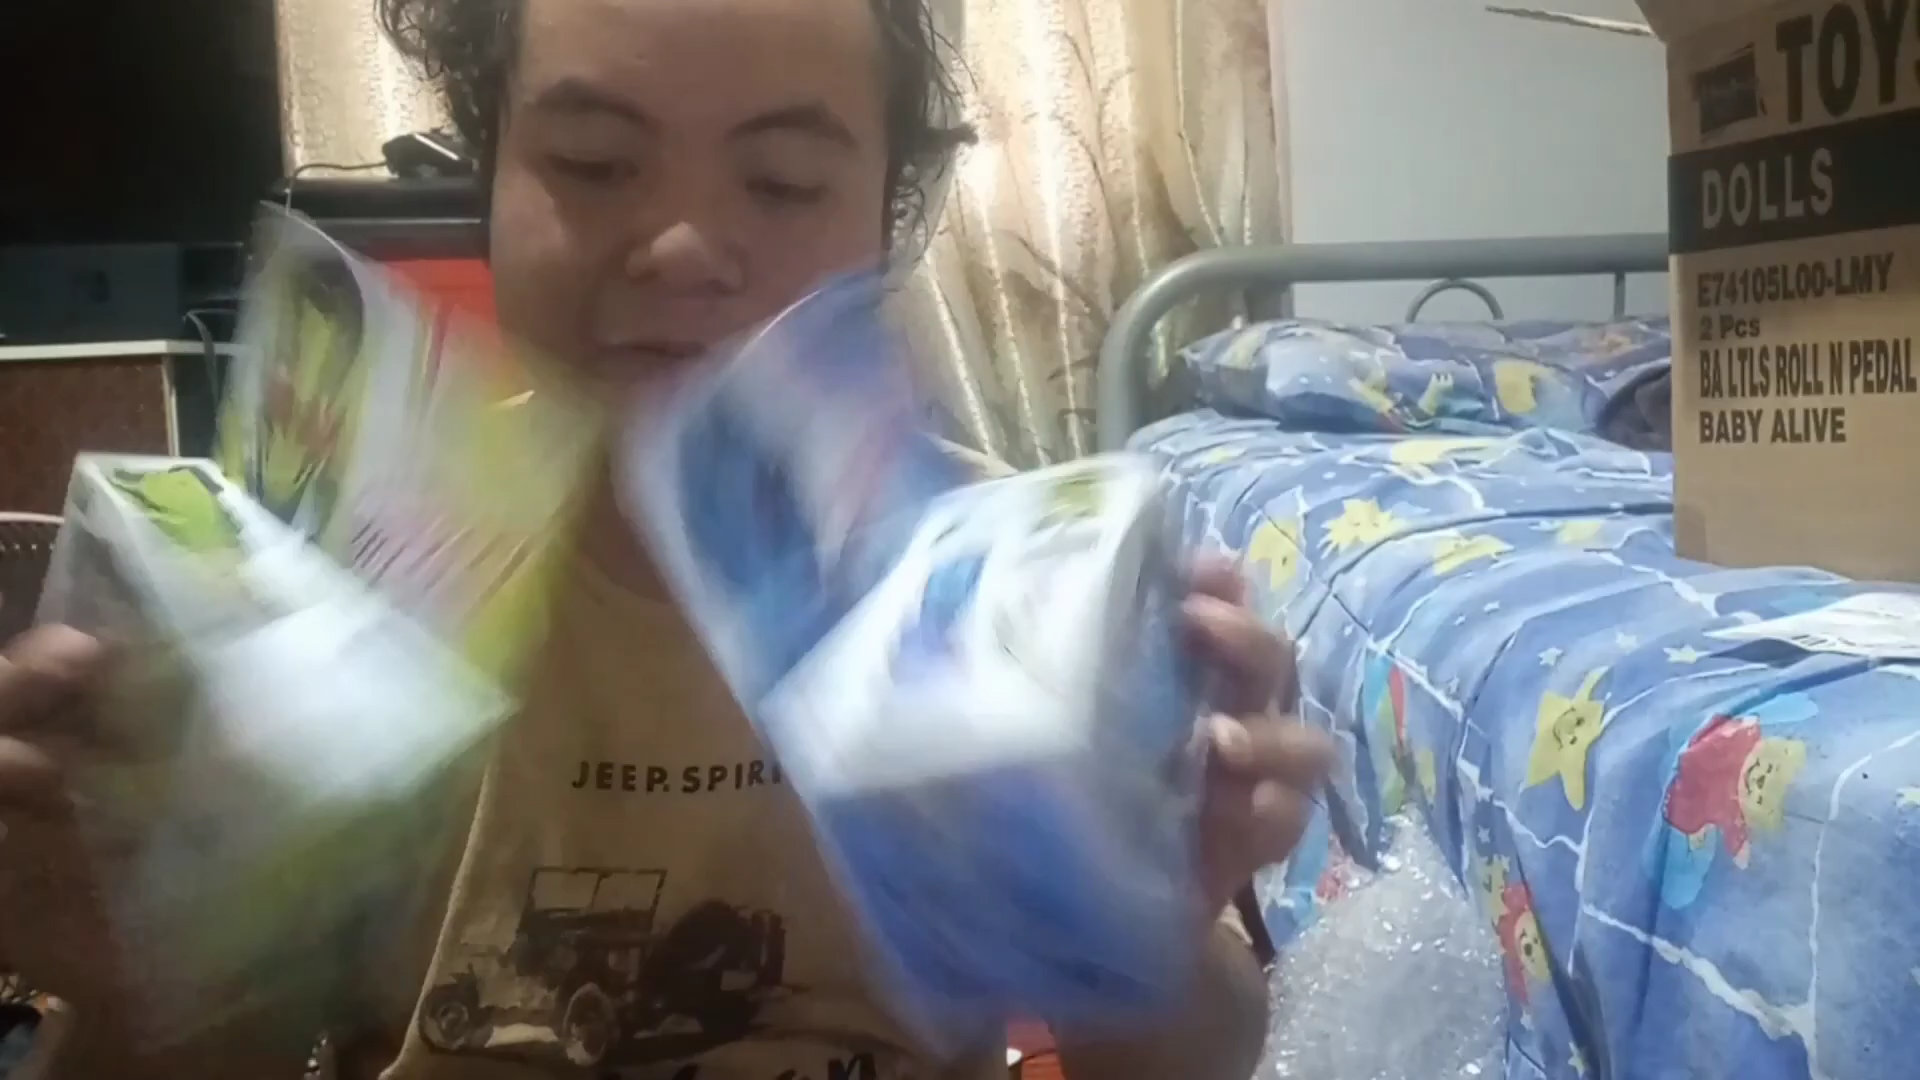 TOYS
DOLLS
E74105L00-LMY
2 Pcs
BA LTLS ROLL N PEDAL
BABY ALIVE
JEEP. SPIRI